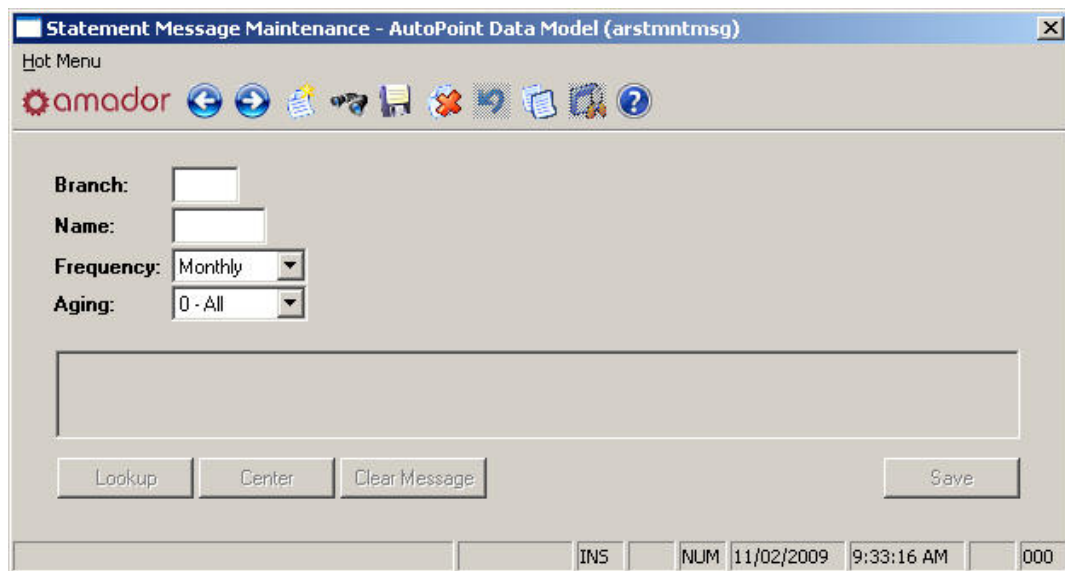 Statement Message Maintenance - AutoPoint Data Model (arstmntmsg)
Hot Menu
amador
Branch:
Name:
Frequency: Monthly
Aging: 0 - All
Lookup Center Clear Message Save
INS NUM 11/02/2009 9:33:16 AM 000